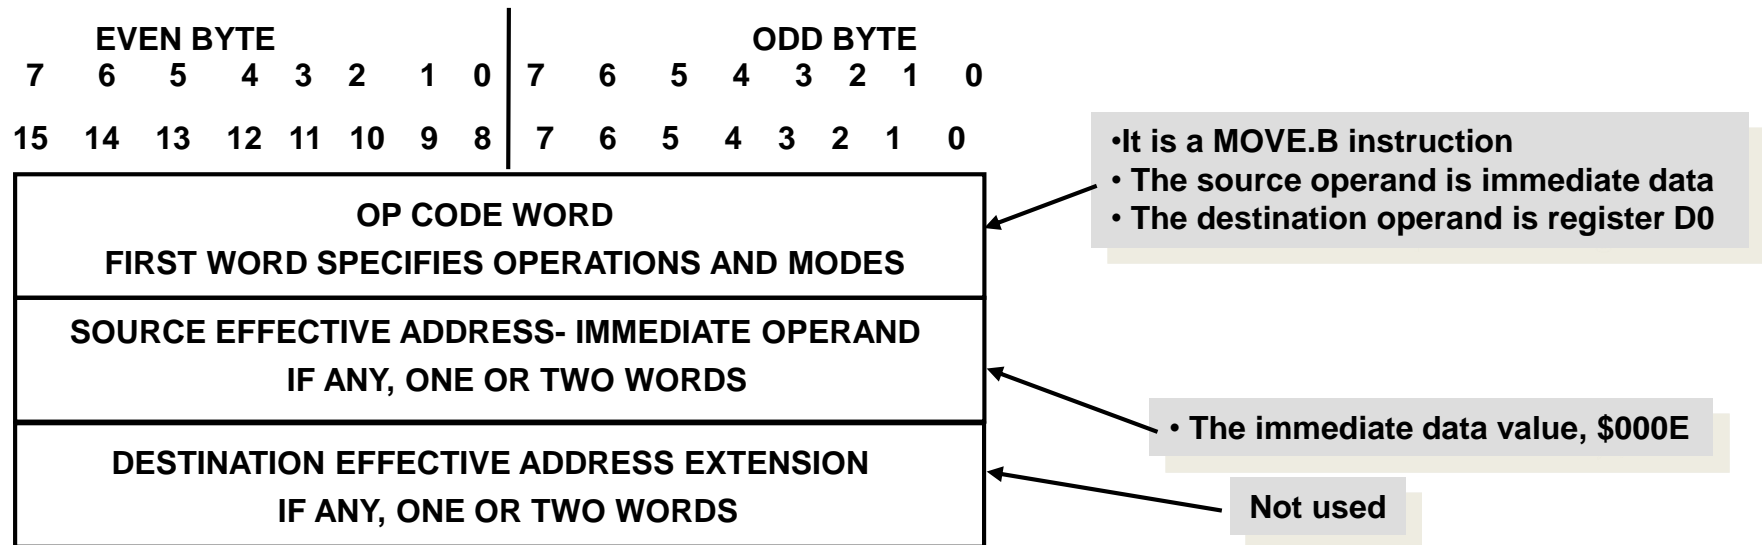 EVEN BYTE ODD BYTE
7 6 5 4 3 2 1 0 7 6 5 4 3 2 1 0
15 14 13 12 11 10 9 8 7 6 5 4 3 2 1 0
•It is a MOVE.B instruction
• The source operand is immediate data
• The destination operand is register D0
OP CODE WORD
FIRST WORD SPECIFIES OPERATIONS AND MODES
SOURCE EFFECTIVE ADDRESS- IMMEDIATE OPERAND
IF ANY, ONE OR TWO WORDS
• The immediate data value, $000E
DESTINATION EFFECTIVE ADDRESS EXTENSION
IF ANY, ONE OR TWO WORDS
Not used